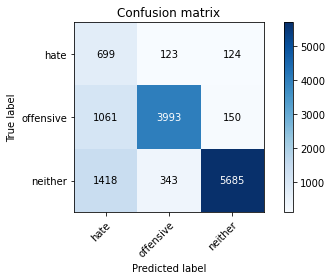 Confusion matrix
True label
hate 699 123 124
offensive 1061 3993 150
neither 1418 343 5685
hate offensive neither
Predicted label
5000
4000
3000
2000
1000